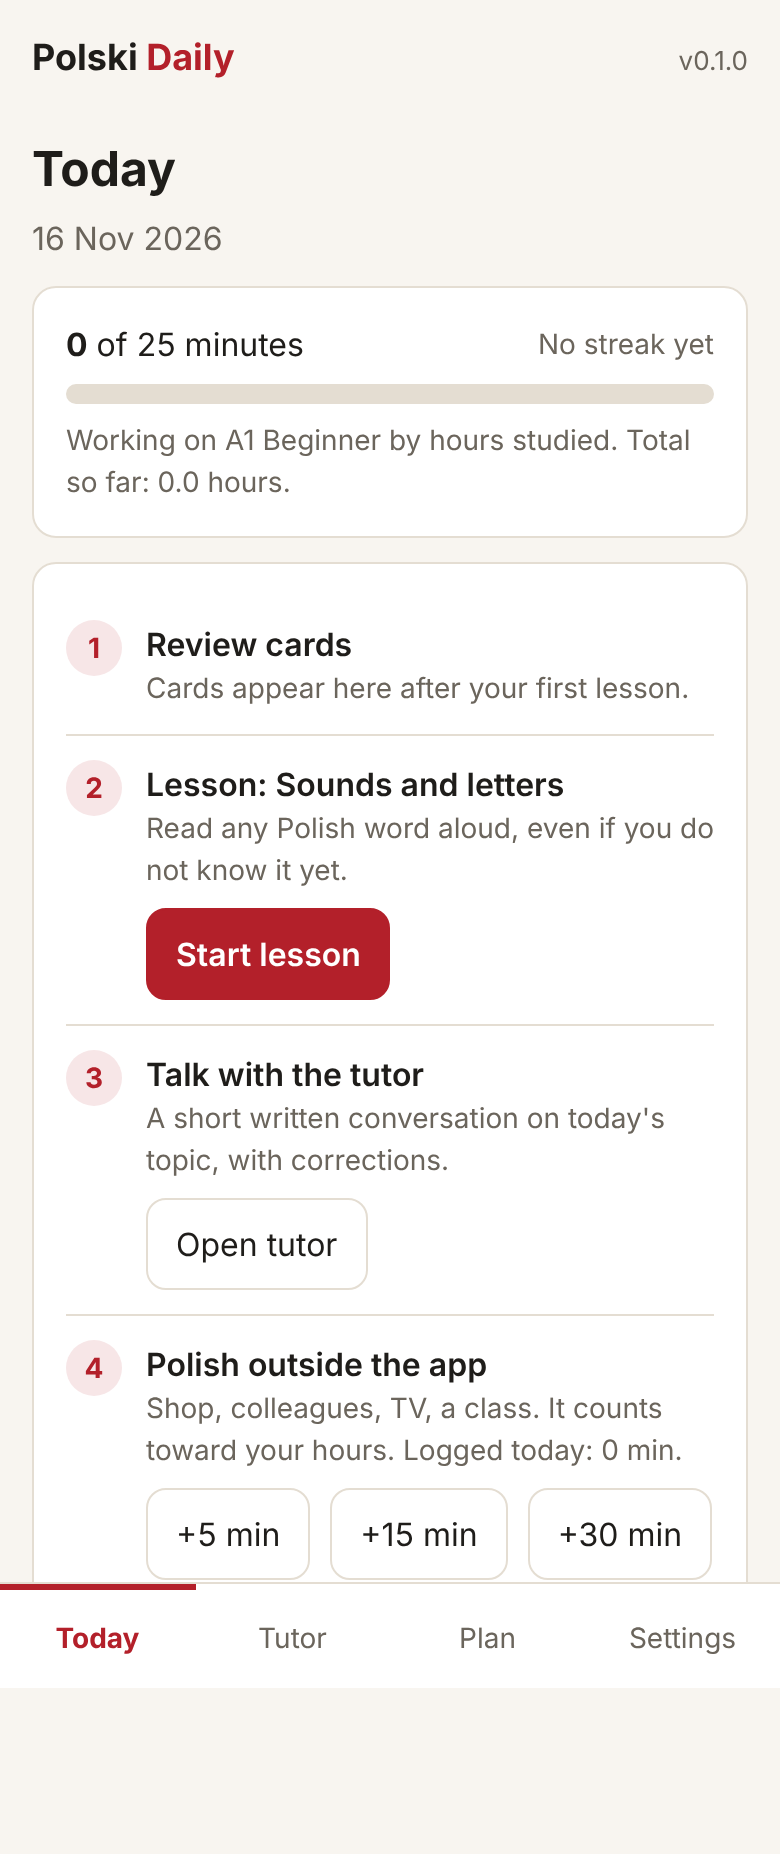 Polski Daily
v0.1.0
Today
16 Nov 2026
0 of 25 minutes
No streak yet
Working on A1 Beginner by hours studied. Total
so far: 0.0 hours.
1
Review cards
Cards appear here after your first lesson.
2
Lesson: Sounds and letters
Read any Polish word aloud, even if you do
not know it yet.
Start lesson
3
Talk with the tutor
A short written conversation on today's
topic, with corrections.
Open tutor
4
Polish outside the app
Shop, colleagues, TV, a class. It counts
toward your hours. Logged today: 0 min.
+5 min
+15 min
+30 min
Today
Tutor
Plan
Settings